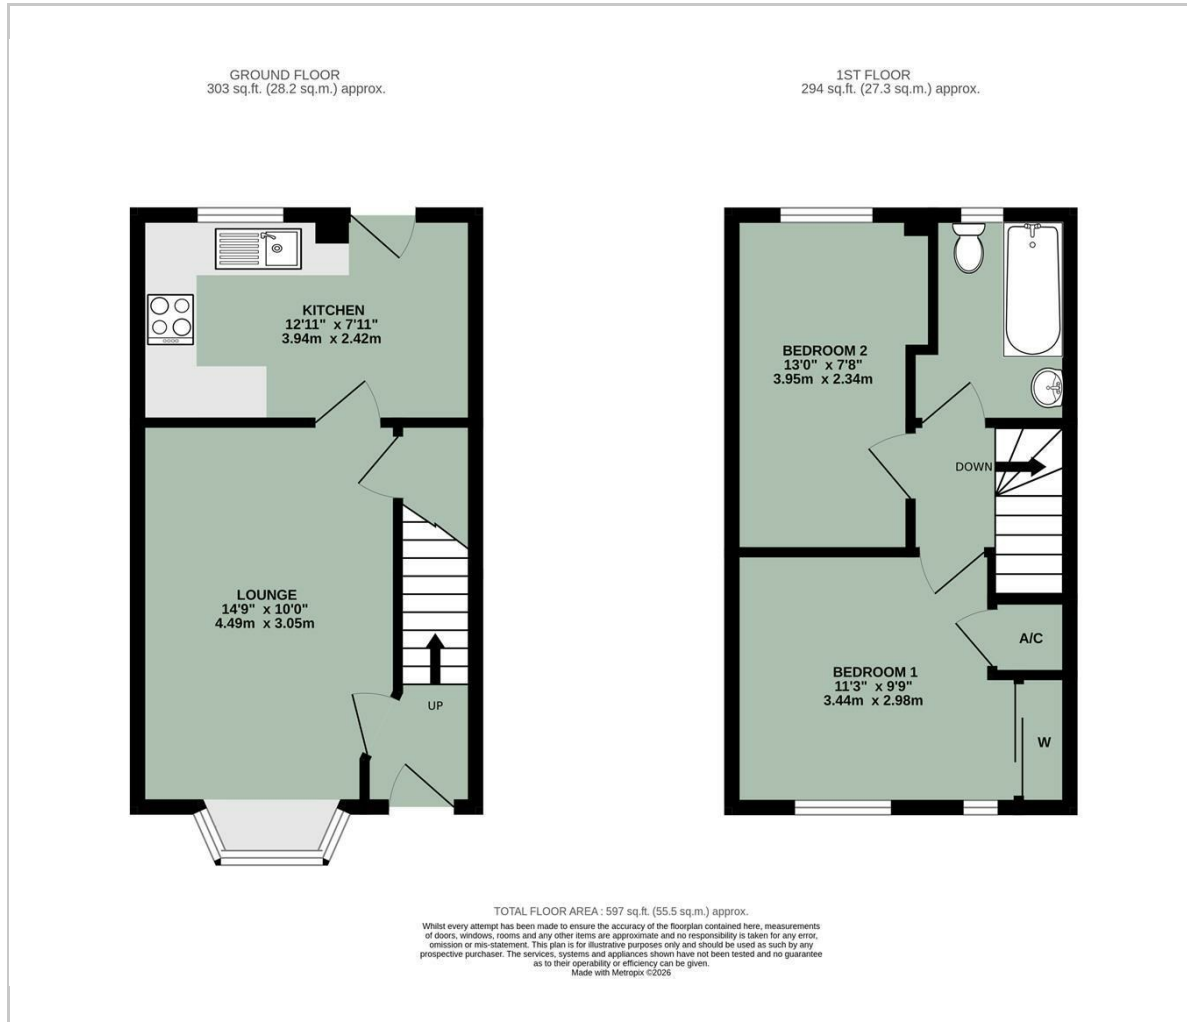 GROUND FLOOR
303 sq.ft. (28.2 sq.m.) approx.
1ST FLOOR
294 sq.ft. (27.3 sq.m.) approx.
KITCHEN
12'11" x 7'11"
3.94m x 2.42m
LOUNGE
14'9" x 10'0"
4.49m x 3.05m
UP
BEDROOM 2
13'0" x 7'8"
3.95m x 2.34m
DOWN
A/C
BEDROOM 1
11'3" x 9'9"
3.44m x 2.98m
W
TOTAL FLOOR AREA : 597 sq.ft. (55.5 sq.m.) approx.
Whilst every attempt has been made to ensure the accuracy of the floorplan contained here, measurements
of doors, windows, rooms and any other items are approximate and no responsibility is taken for any error,
omission or mis-statement. This plan is for illustrative purposes only and should be used as such by any
prospective purchaser. The services, systems and appliances shown have not been tested and no guarantee
as to their operability or efficiency can be given.
Made with Metropix ©2026